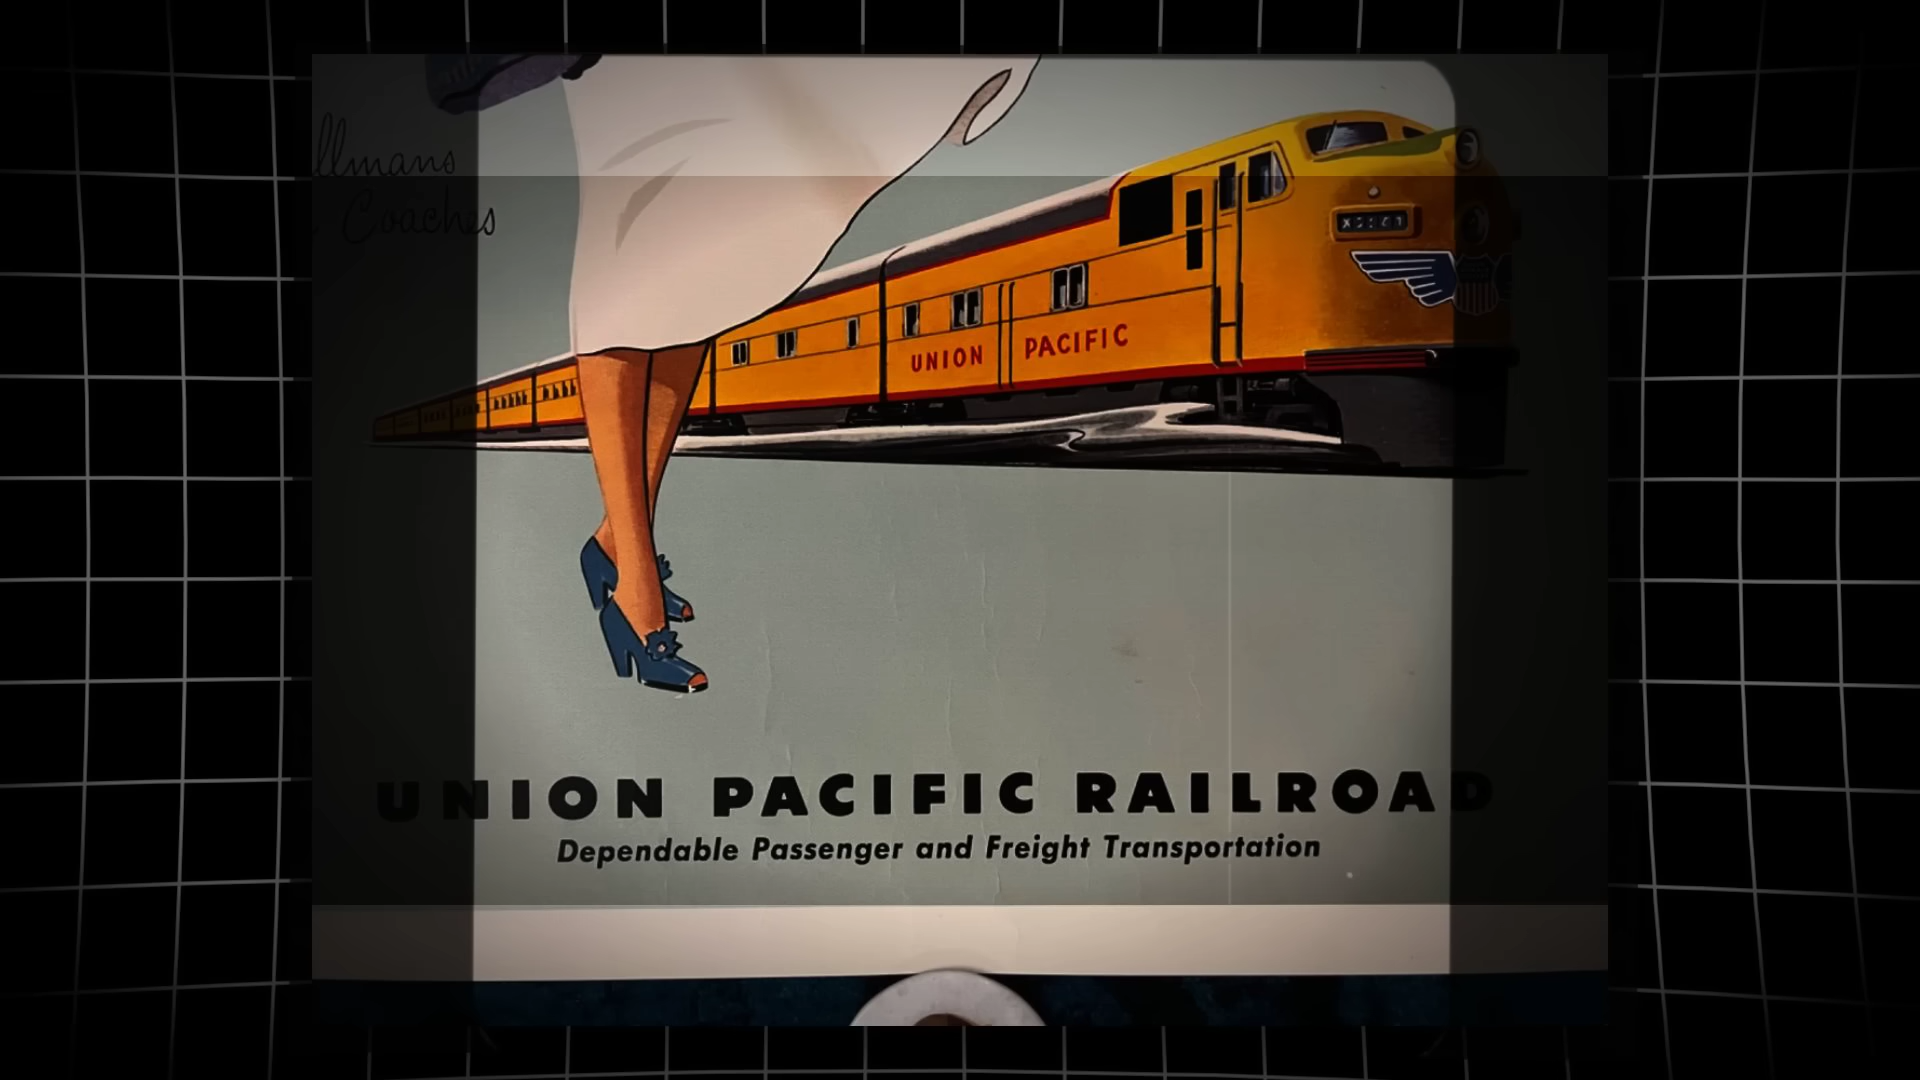 llmans
Coaches
UNION PACIFIC
UNION PACIFIC RAILROAD
Dependable Passenger and Freight Transportation